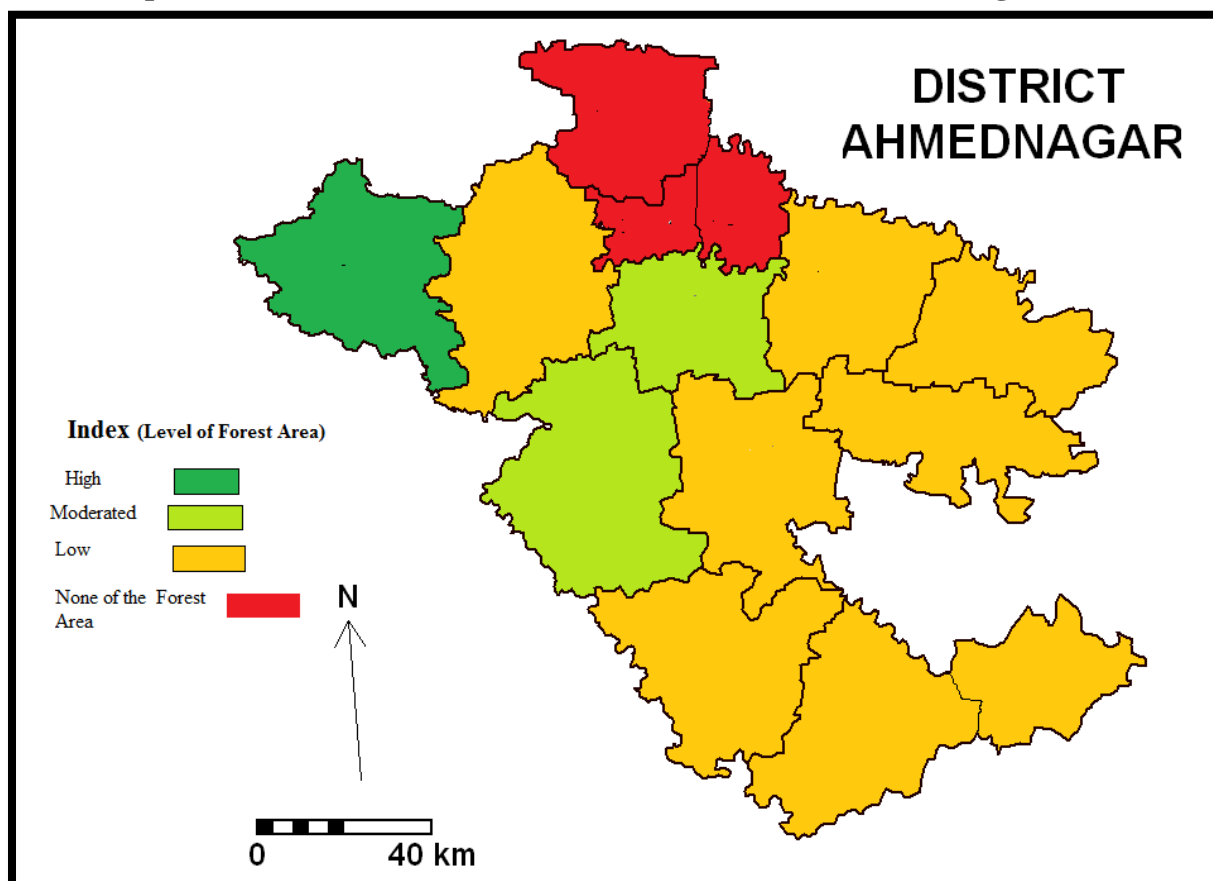 DISTRICT
AHMEDNAGAR
Index (Level of Forest Area)
High
Moderated
Low
None of the Forest
Area
N
0 40 km